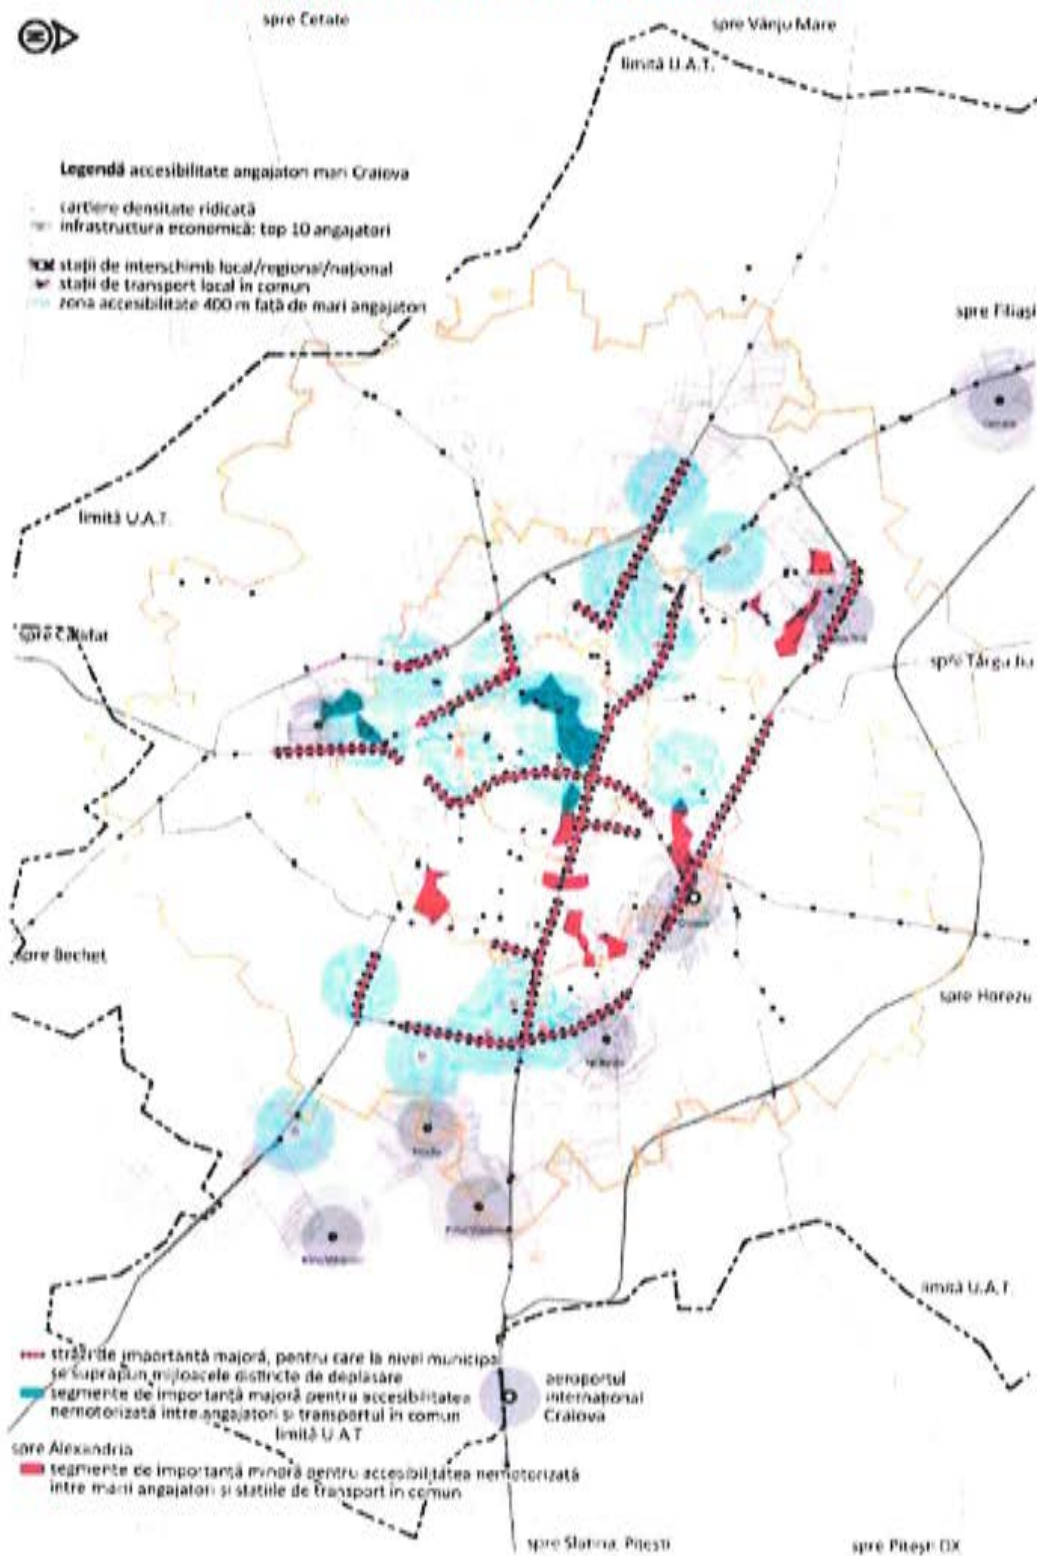 spre Cetate
spre Vânju Mare
limită U.A.T.
Legendă accesibilitate angajatori mari Craiova
cartiere densitate ridicată
infrastructura economică: top 10 angajatori
stații de interschimb local/regional/național
stații de transport local în comun
zona accesibilitate 400 m față de mari angajatori
spre Filiași
limită U.A.T.
spre Calafat
spre Târgu Jiu
spre Bechet
spre Horezu
limită U.A.T.
străzi de importanță majoră, pentru care la nivel municipal
se suprapun mijloacele distincte de deplasare
segmente de importanță majoră pentru accesibilitatea
nemotorizată între angajatori și transportul în comun
aeroportul
internațional
Craiova
limită U.A.T
spre Alexandria
segmente de importanță minoră pentru accesibilitatea nemotorizată
între marii angajatori și stațiile de transport în comun
spre Slatina, Pitești
spre Pitești DX